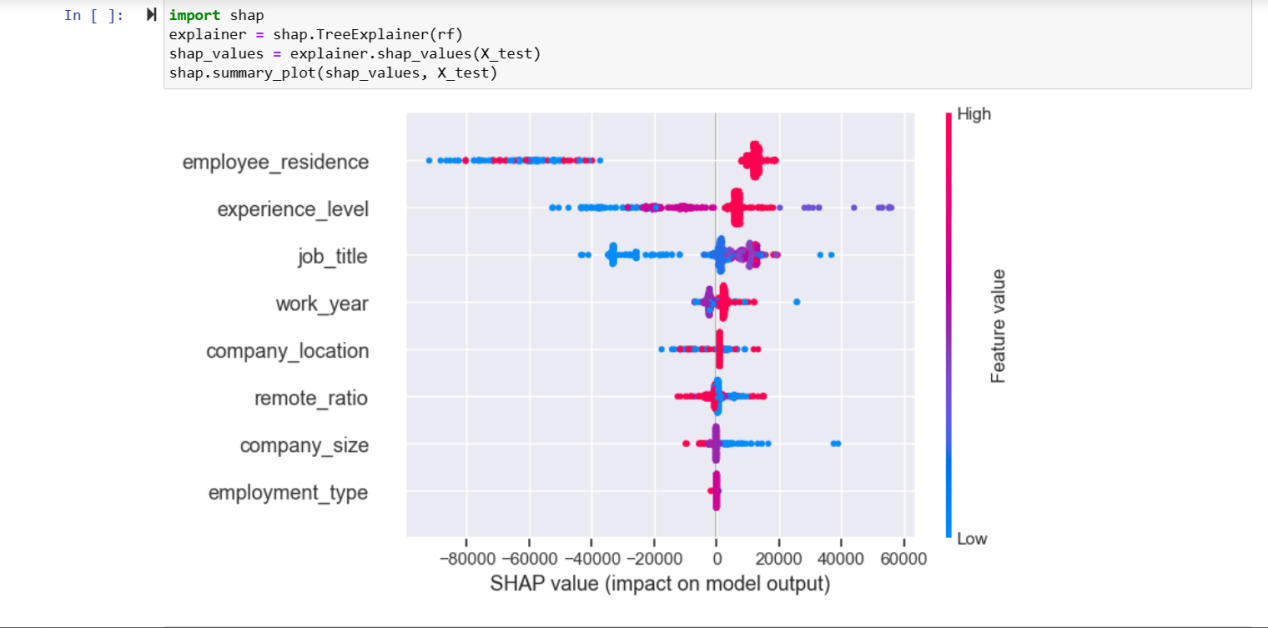 In [ ]: import shap
explainer = shap.TreeExplainer(rf)
shap_values = explainer.shap_values(X_test)
shap.summary_plot(shap_values, X_test)
High
employee_residence
experience_level
job_title
work_year
company_location
remote_ratio
company_size
employment_type
Feature value
Low
−80000 −60000 −40000 −20000 0 20000 40000 60000
SHAP value (impact on model output)